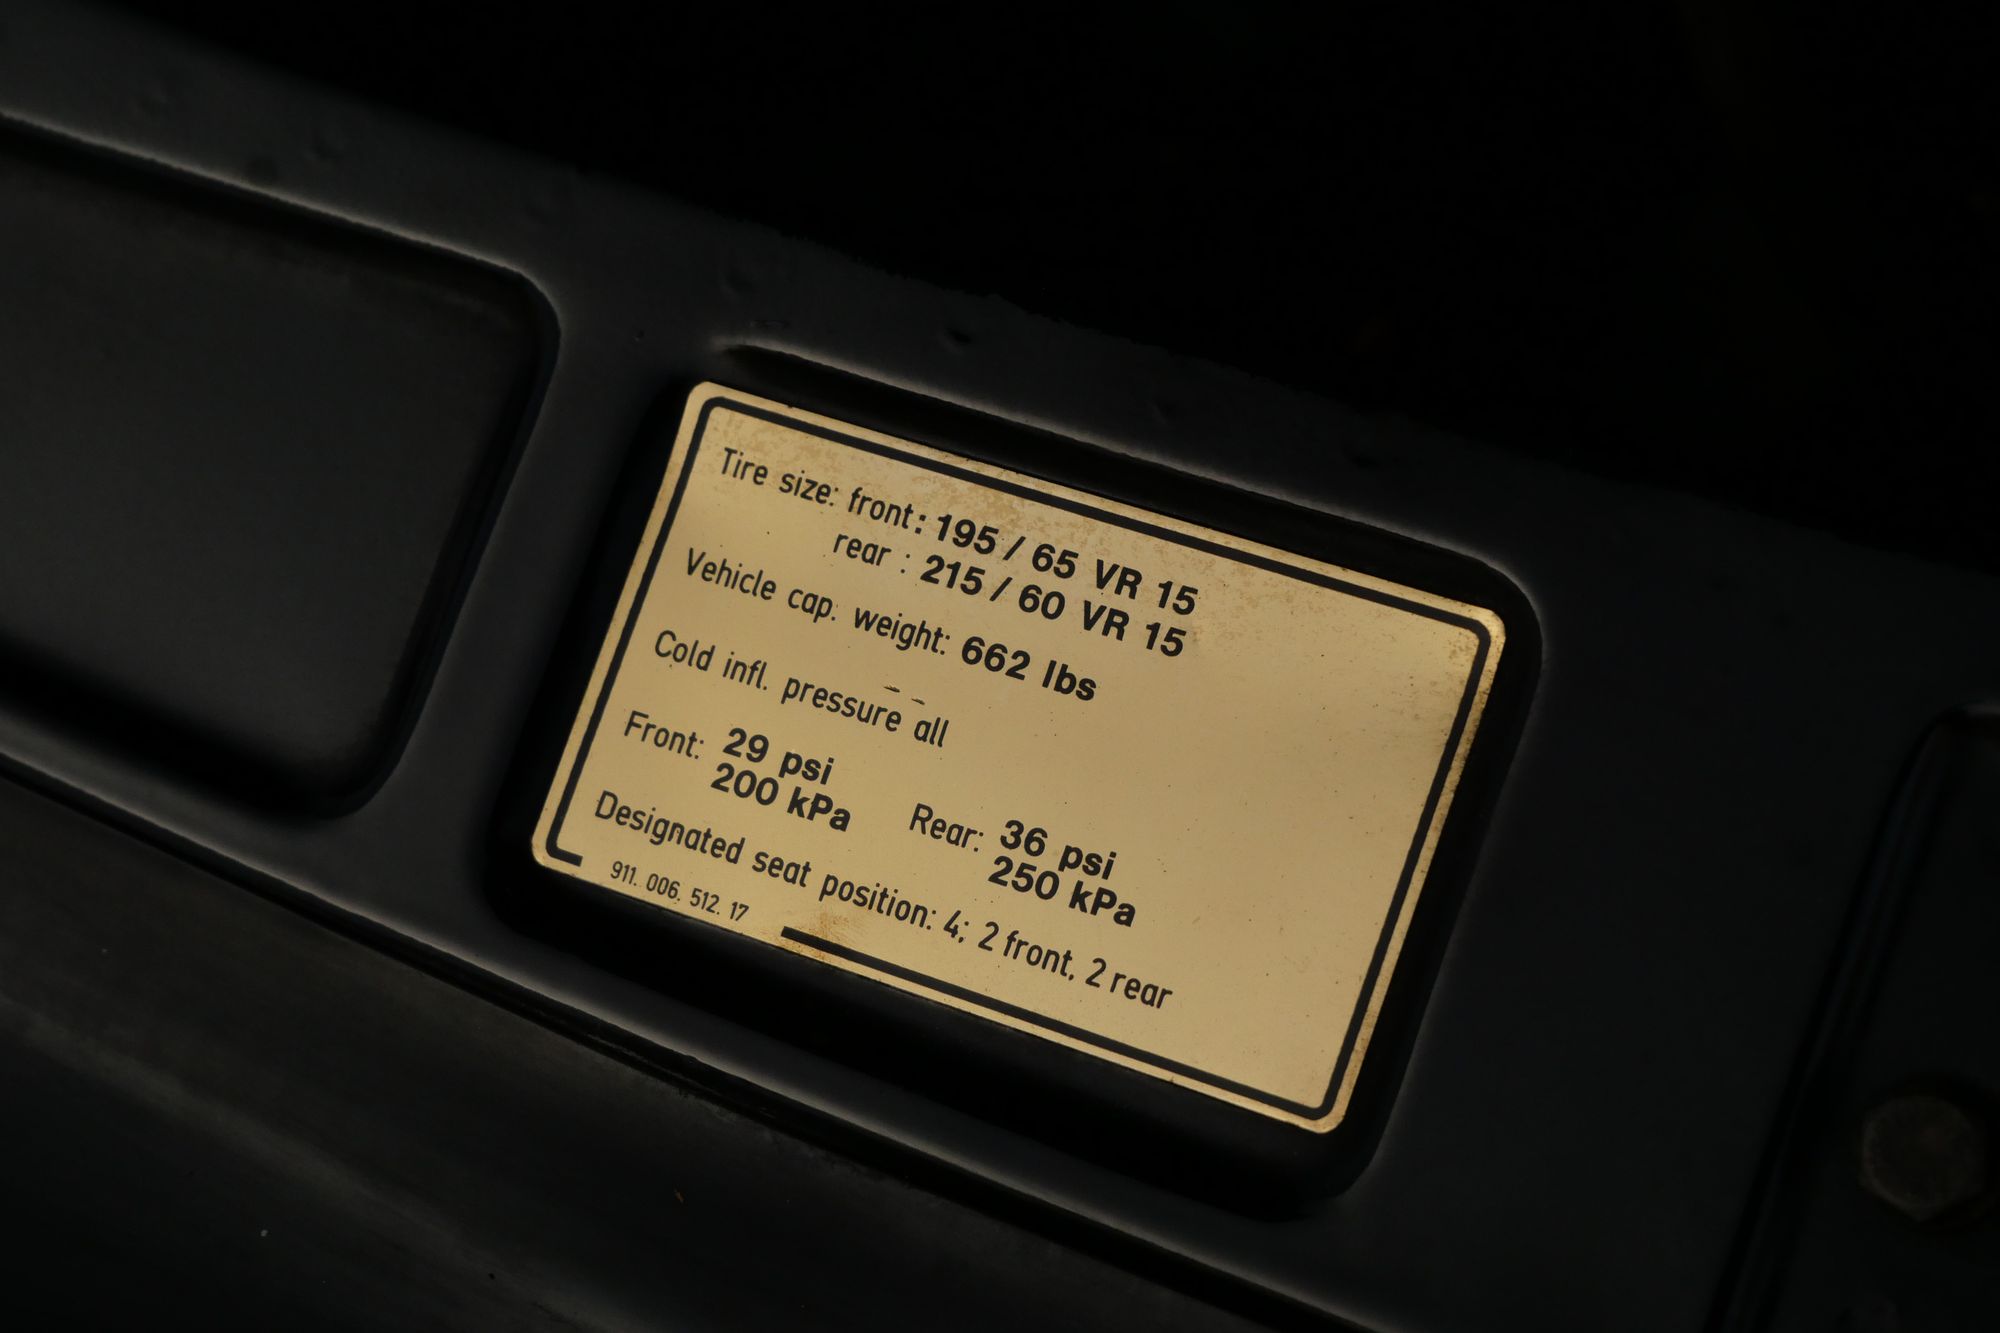 Tire size: front: 195 / 65 VR 15
rear : 215 / 60 VR 15
Vehicle cap. weight: 662 lbs
Cold infl. pressure all
Front: 29 psi Rear: 36 psi
200 kPa 250 kPa
Designated seat position: 4; 2 front, 2 rear
911. 006. 512. 17